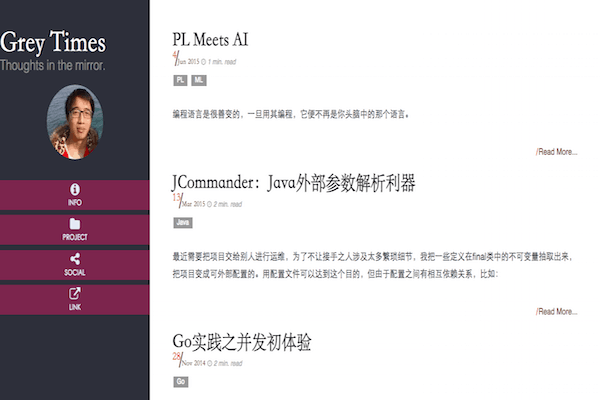 Grey Times
Thoughts in the mirror.
INFO
PROJECT
SOCIAL
LINK
PL Meets AI
4/Jun 2015 1 min. read
PL ML
编程语言是很善变的，一旦用其编程，它便不再是你头脑中的那个语言。
/Read More...
JCommander：Java外部参数解析利器
13/Mar 2015 2 min. read
Java
最近需要把项目交给别人进行运维，为了不让接手之人涉及太多繁琐细节，我把一些定义在final类中的不可变量抽取出来，
把项目变成可外部配置的。用配置文件可以达到这个目的，但由于配置之间有相互依赖关系，比如：
/Read More...
Go实践之并发初体验
28/Nov 2014 2 min. read
Go